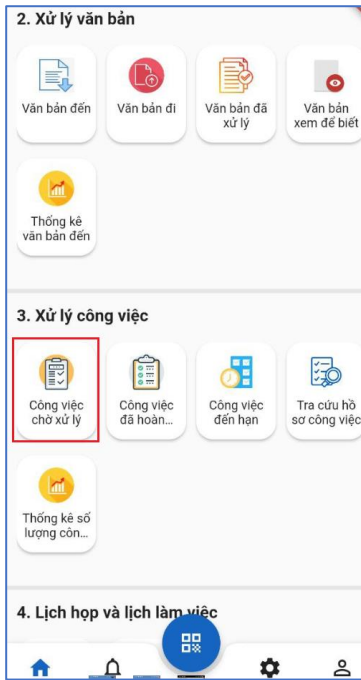 2. Xử lý văn bản
Văn bản đến
Văn bản đi
Văn bản đã
xử lý
Văn bản
xem để biết
Thống kê
văn bản đến
3. Xử lý công việc
Công việc
chờ xử lý
Công việc
đã hoàn...
Công việc
đến hạn
Tra cứu hồ
sơ công việc
Thống kê số
lượng côn...
4. Lịch họp và lịch làm việc